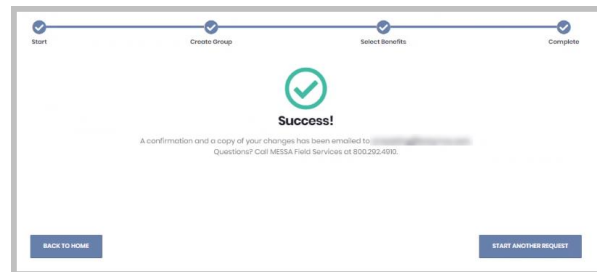 Start
Create Group
Select Benefits
Complete
Success!
A confirmation and a copy of your changes has been emailed to
Questions? Call MESSA Field Services at 800.292.4910.
BACK TO HOME
START ANOTHER REQUEST